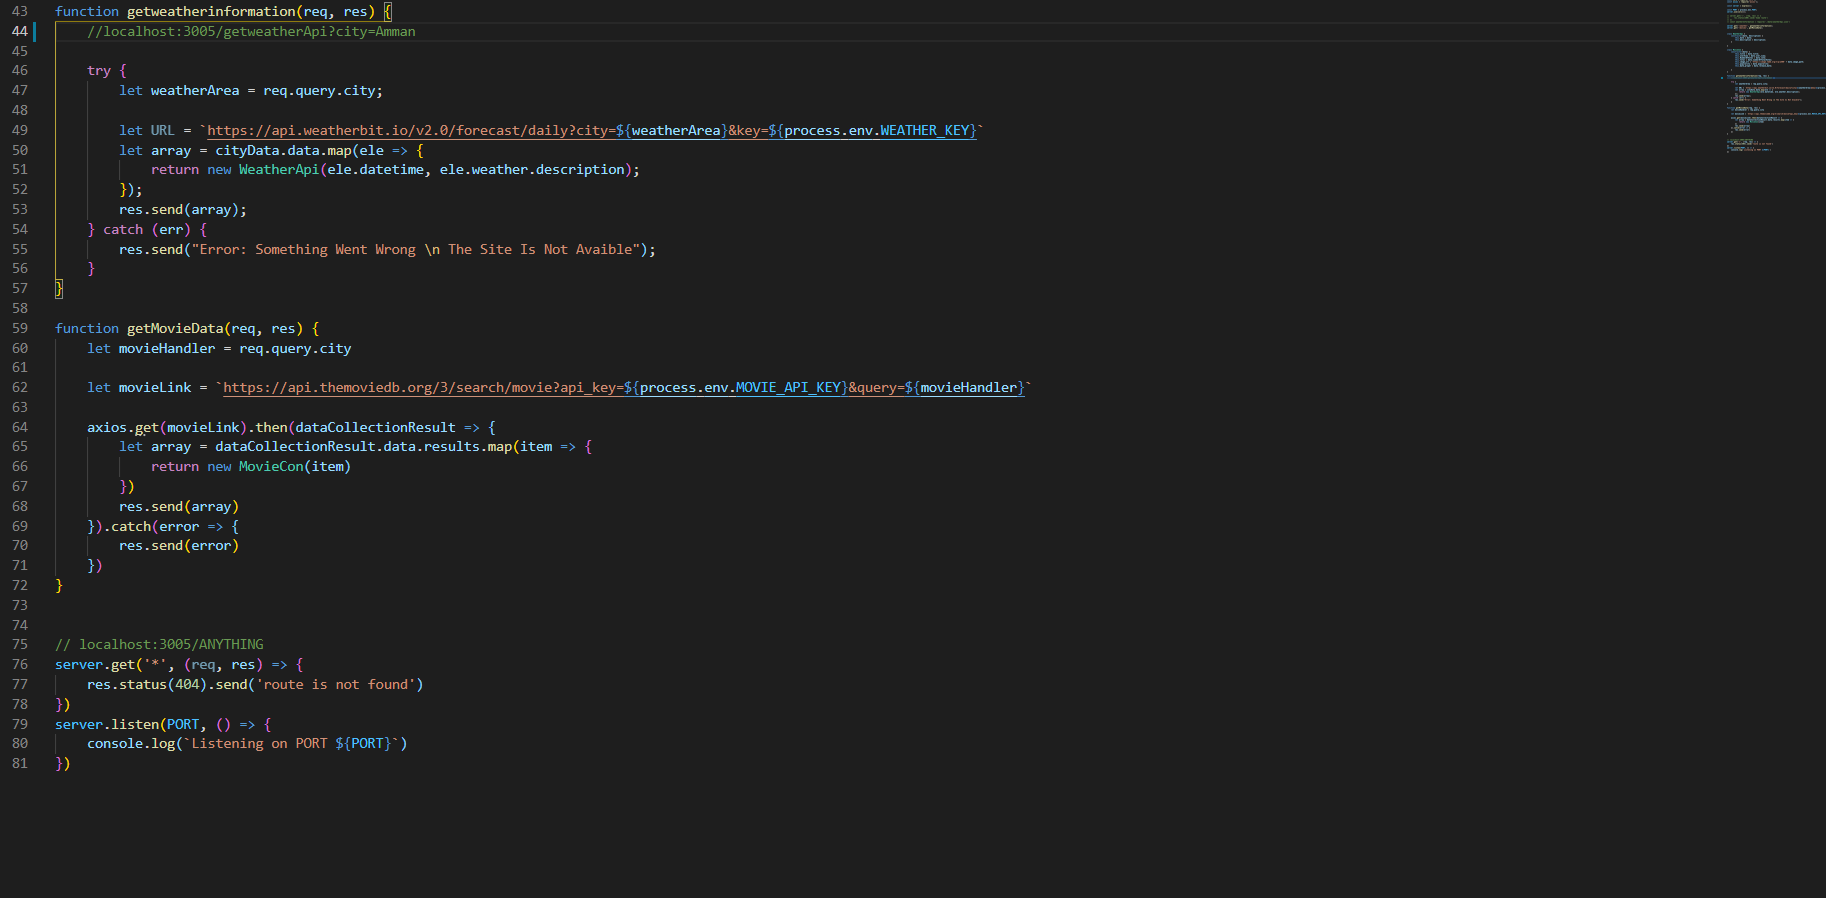 43 function getweatherinformation(req, res) {
44 //localhost:3005/getweatherApi?city=Amman
45
46 try {
47 let weatherArea = req.query.city;
48
49 let URL = `https://api.weatherbit.io/v2.0/forecast/daily?city=${weatherArea}&key=${process.env.WEATHER_KEY}`
50 let array = cityData.data.map(ele => {
51 return new WeatherApi(ele.datetime, ele.weather.description);
52 });
53 res.send(array);
54 } catch (err) {
55 res.send("Error: Something Went Wrong \n The Site Is Not Avaible");
56 }
57 }
58
59 function getMovieData(req, res) {
60 let movieHandler = req.query.city
61
62 let movieLink = `https://api.themoviedb.org/3/search/movie?api_key=${process.env.MOVIE_API_KEY}&query=${movieHandler}`
63
64 axios.get(movieLink).then(dataCollectionResult => {
65 let array = dataCollectionResult.data.results.map(item => {
66 return new MovieCon(item)
67 })
68 res.send(array)
69 }).catch(error => {
70 res.send(error)
71 })
72 }
73
74
75 // localhost:3005/ANYTHING
76 server.get('*', (req, res) => {
77 res.status(404).send('route is not found')
78 })
79 server.listen(PORT, () => {
80 console.log(`Listening on PORT ${PORT}`)
81 })